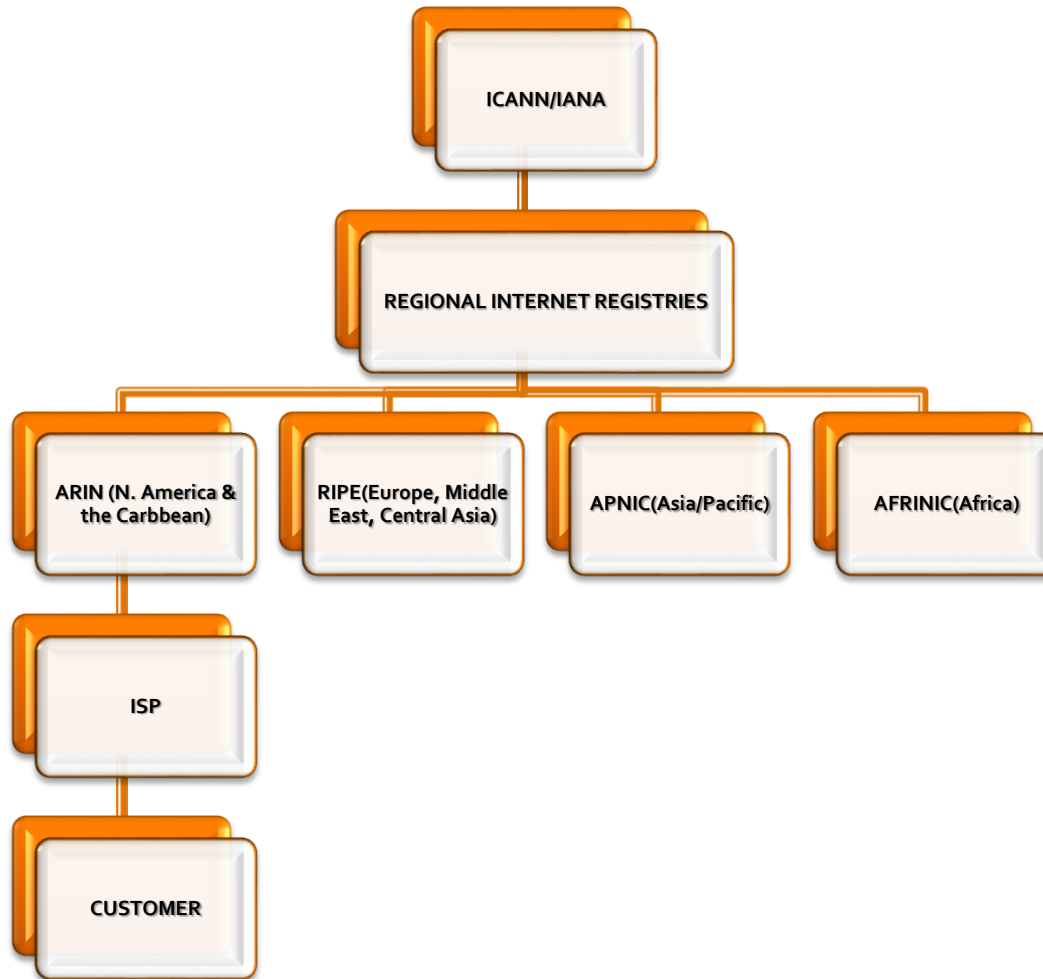 ICANN/IANA
REGIONAL INTERNET REGISTRIES
ARIN (N. America &
the Carbbean)
RIPE(Europe, Middle
East, Central Asia)
APNIC(Asia/Pacific)
AFRINIC(Africa)
ISP
CUSTOMER